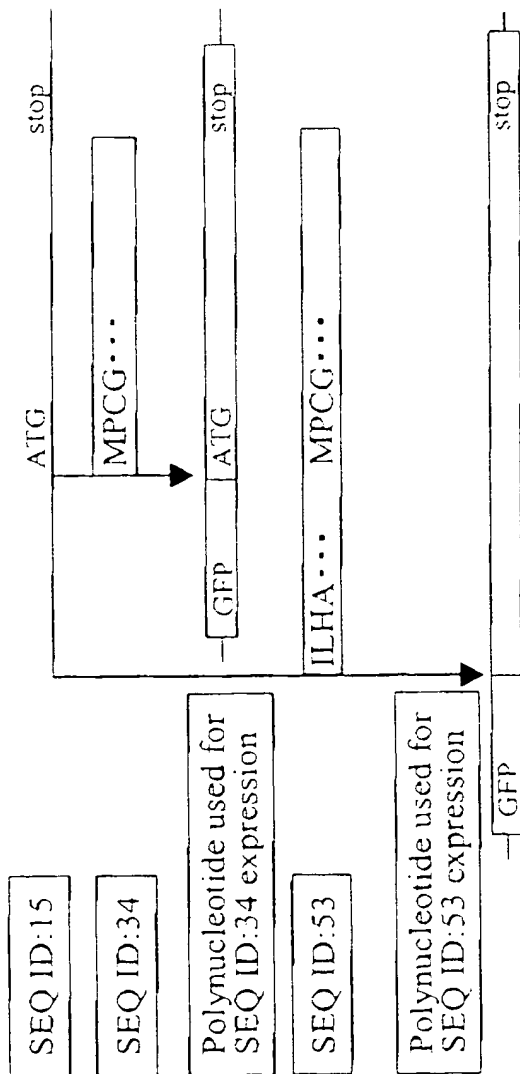 SEQ ID:15
ATG stop
SEQ ID:34
MPCG···
Polynucleotide used for
SEQ ID:34 expression
GFP ATG stop
SEQ ID:53
ILHA··· MPCG···
Polynucleotide used for
SEQ ID:53 cxpression
GFP stop